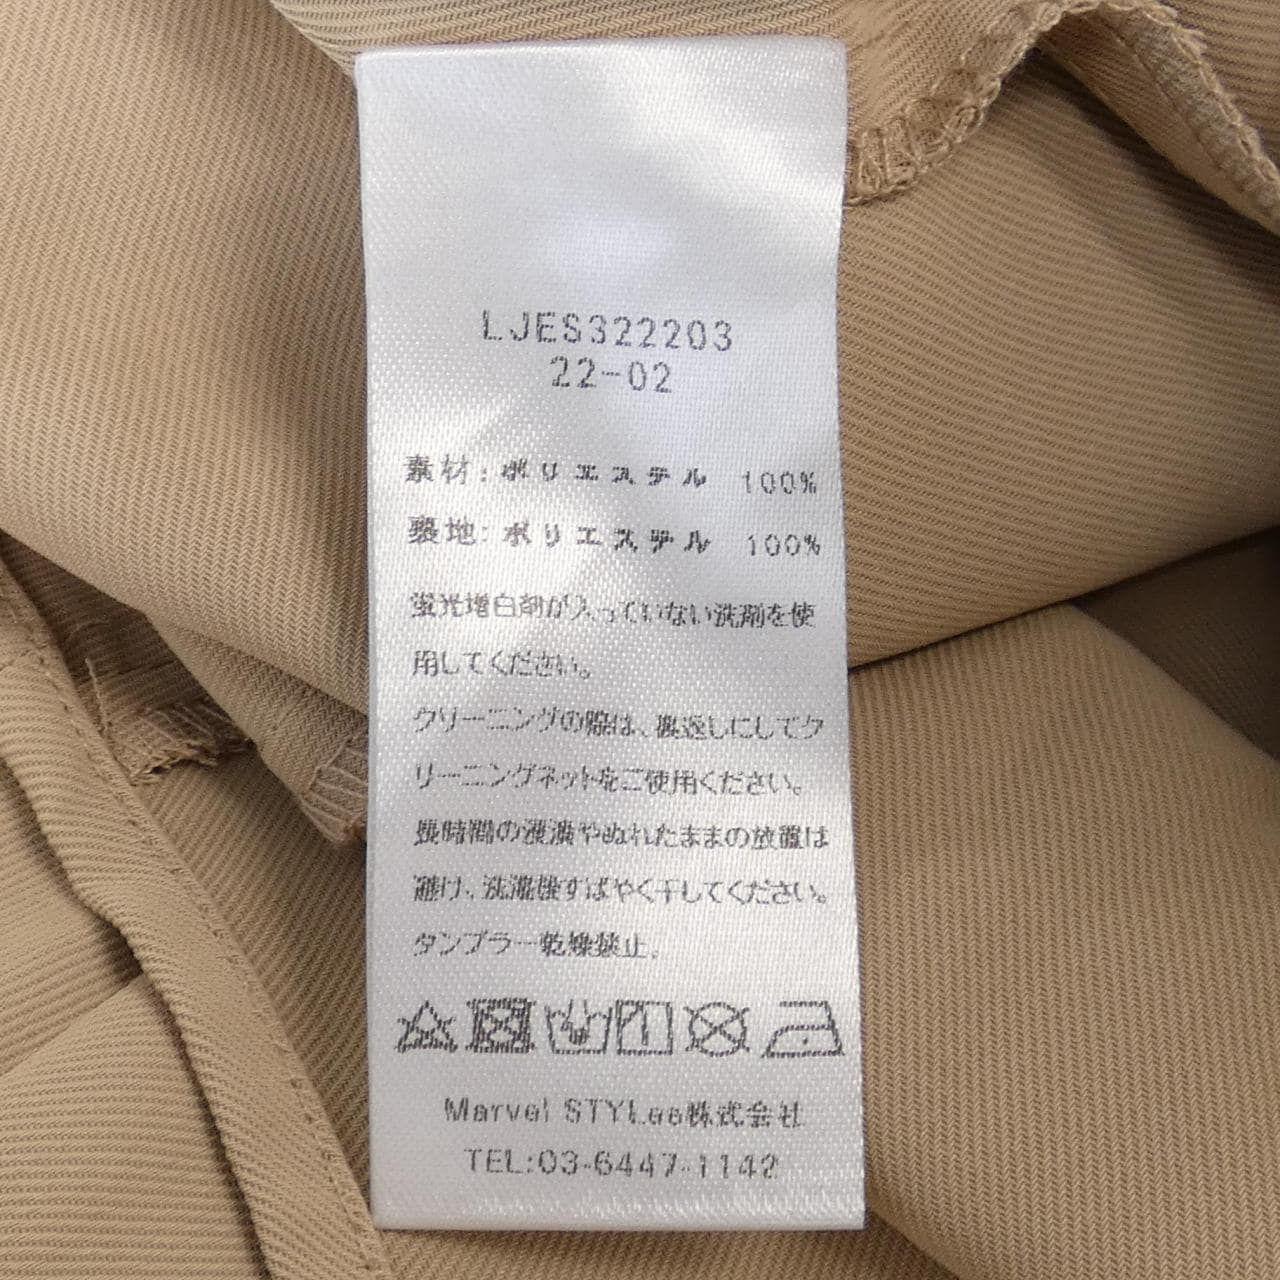 LJES322203
22-02
素材:ポリエステル 100%
裏地:ポリエステル 100%
蛍光増白剤が入っていない洗剤を使
用してください。
クリーニングの際は、裏返しにしてク
リーニングネットをご使用ください。
長時間の浸漬やぬれたままの放置は
避け、洗濯後すばやく干してください。
タンブラー乾燥禁止。
Marvel STYLee株式会社
TEL:03-6447-1142